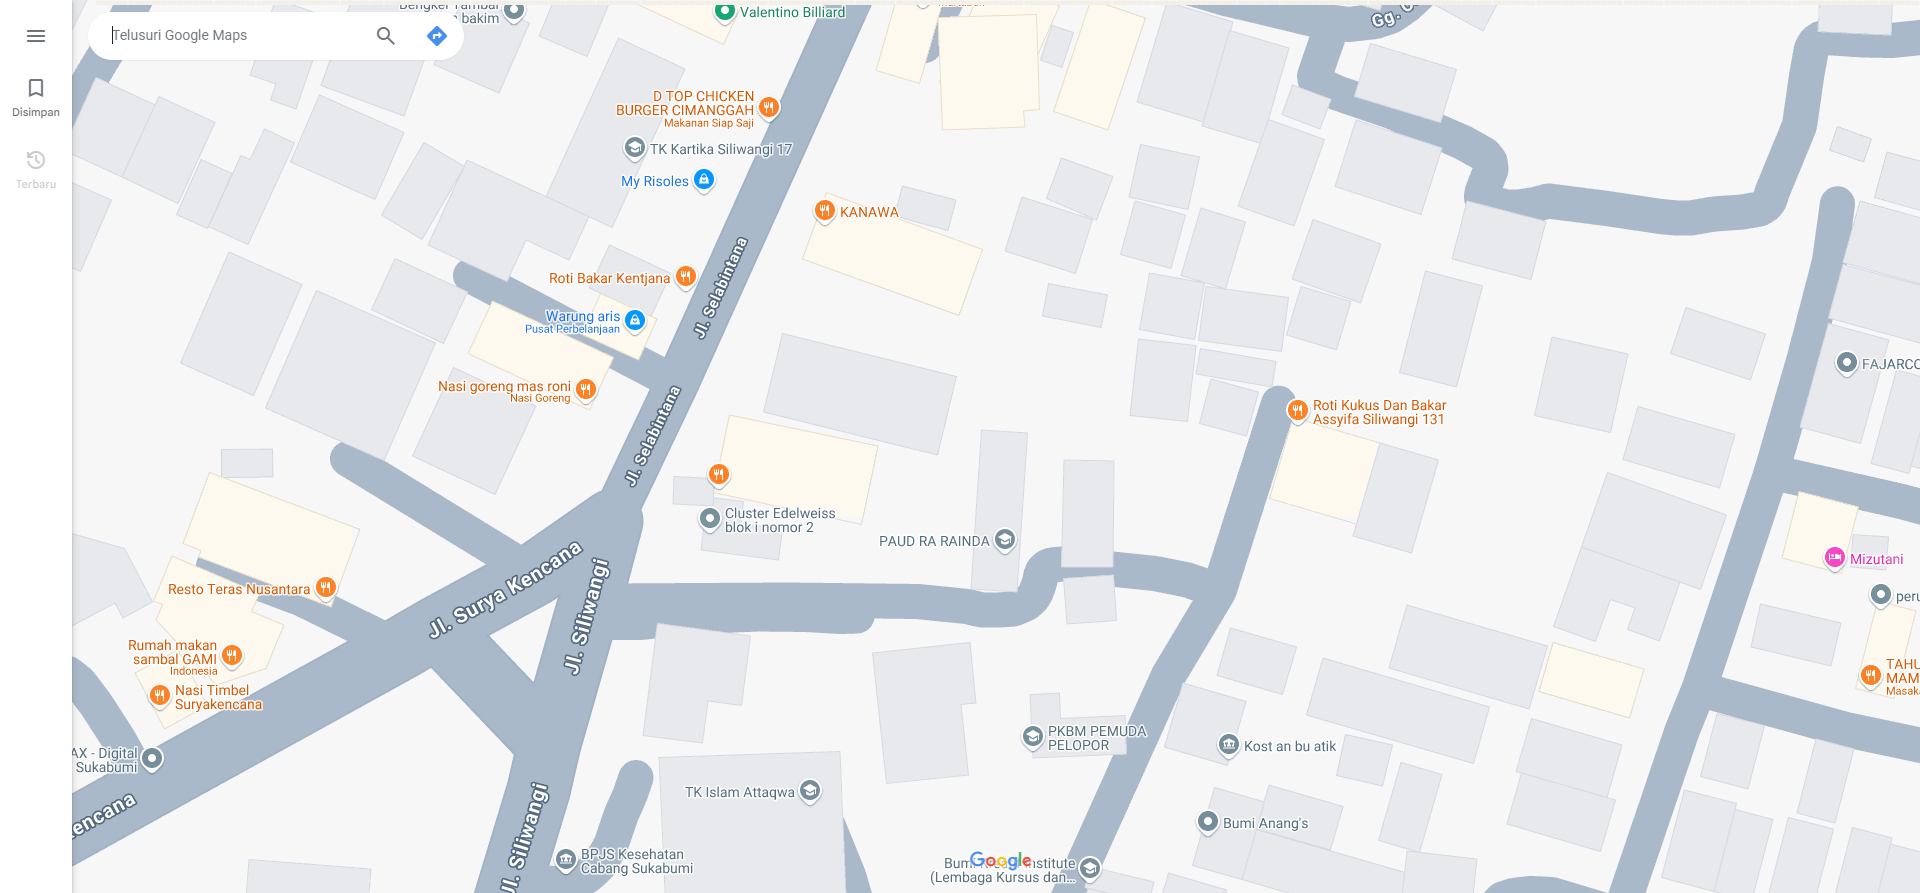 Telusuri Google Maps
Disimpan
Terbaru
bakim
Valentino Billiard
Gg.
D TOP CHICKEN
BURGER CIMANGGAH
Makanan Siap Saji
TK Kartika Siliwangi 17
My Risoles
KANAWA
Roti Bakar Kentjana
Jl. Selabintana
Warung aris
Pusat Perbelanjaan
Nasi goreng mas roni
Nasi Goreng
Jl. Selabintana
Roti Kukus Dan Bakar
Assyifa Siliwangi 131
FAJARCO
Cluster Edelweiss
blok i nomor 2
PAUD RA RAINDA
Mizutani
Resto Teras Nusantara
Jl. Surya Kencana
Jl. Siliwangi
peru
Rumah makan
sambal GAMI
Indonesia
Nasi Timbel
Suryakencana
TAHU
MAM
Masak
AX - Digital
Sukabumi
PKBM PEMUDA
PELOPOR
Kost an bu atik
TK Islam Attaqwa
encana
Jl. Siliwangi
Bumi Anang's
BPJS Kesehatan
Cabang Sukabumi
Google
nstitute
(Lembaga Kursus dan...